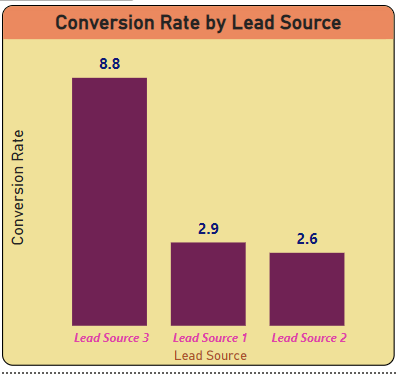 Conversion Rate by Lead Source
8.8
2.9
2.6
Conversion Rate
Lead Source 3
Lead Source 1
Lead Source 2
Lead Source